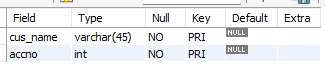 Field Type Null Key Default Extra
cus_name varchar(45) NO PRI NULL
accno int NO PRI NULL